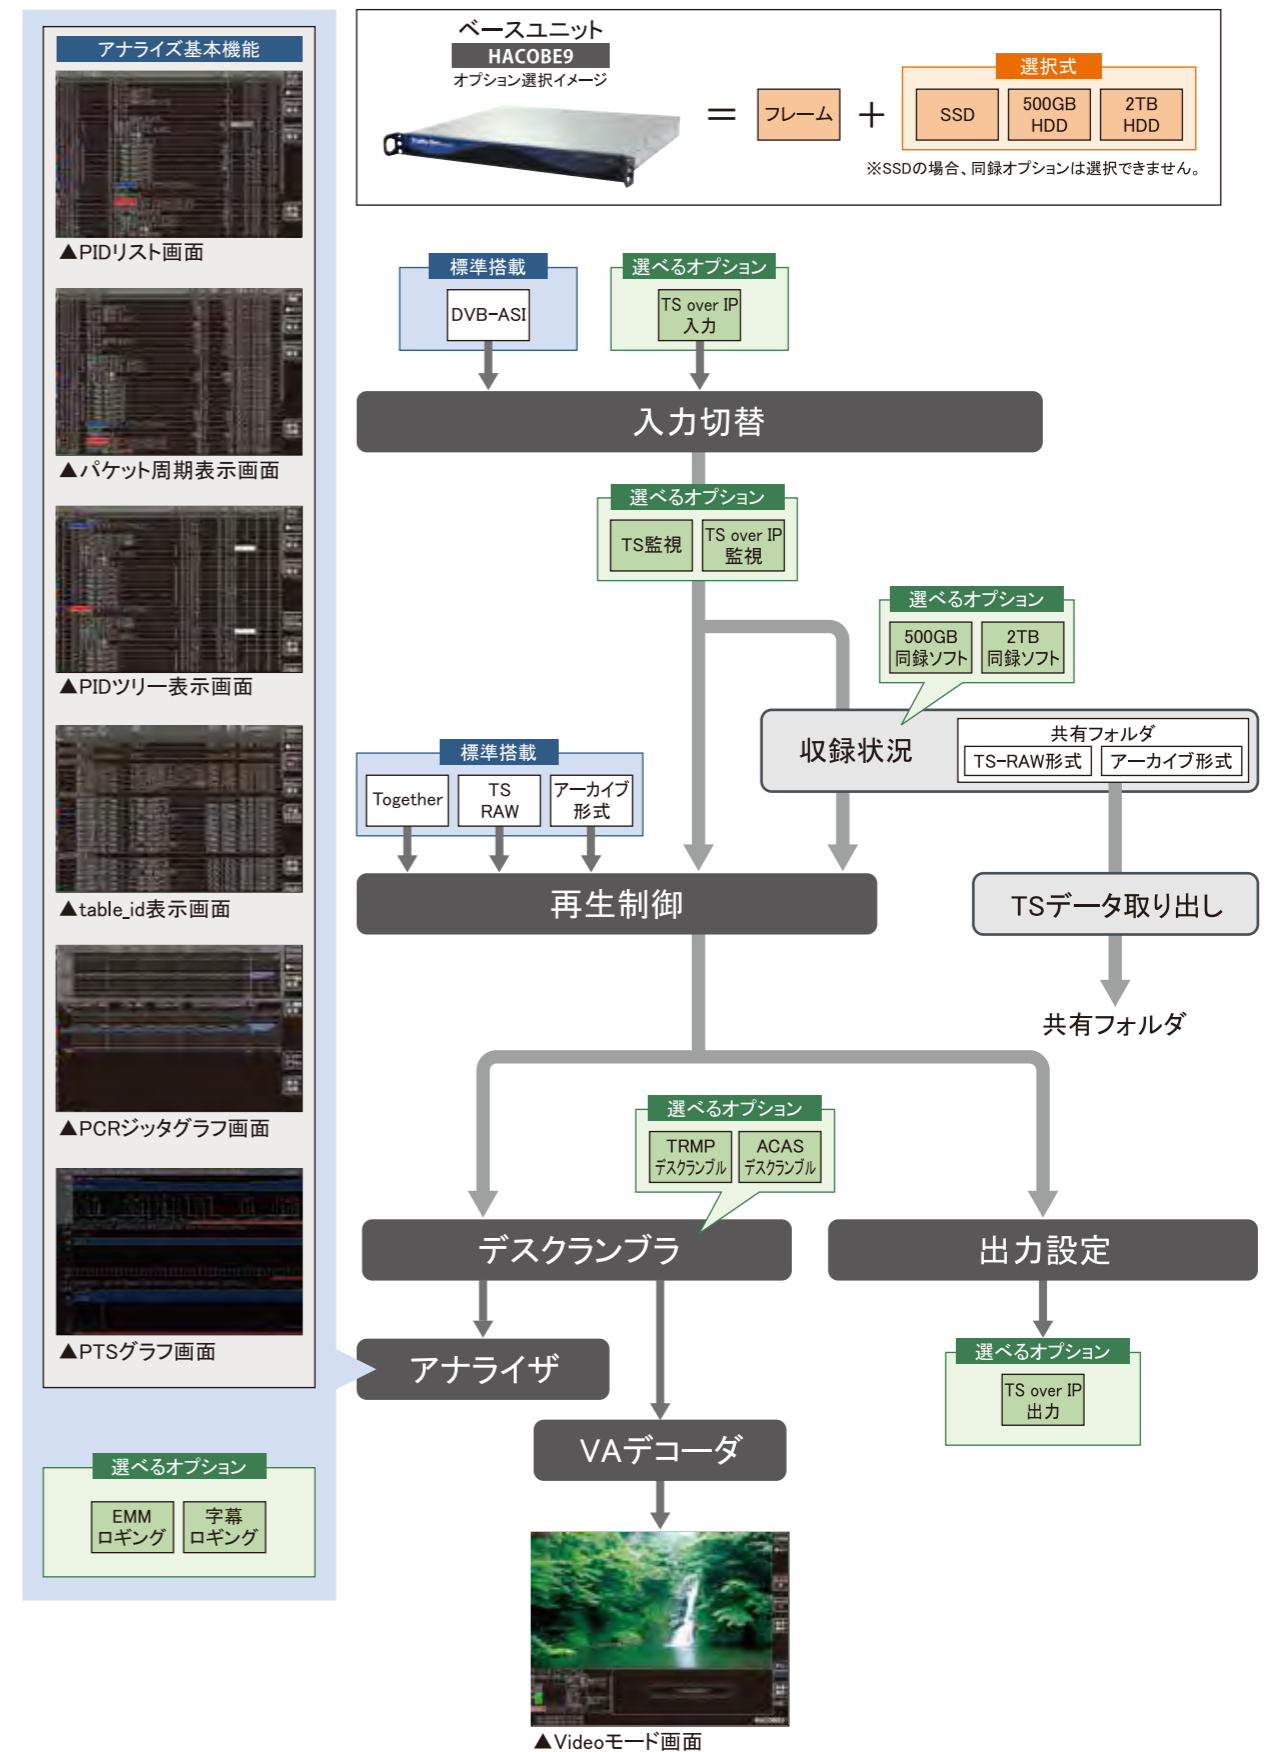 アナライズ基本機能
▲PIDリスト画面
▲パケット周期表示画面
▲PIDツリー表示画面
▲table_id表示画面
▲PCRジッタグラフ画面
▲PTSグラフ画面
選べるオプション
EMM
ロギング
字幕
ロギング
ベースユニット
HACOBE9
オプション選択イメージ
=
フレーム
+
選択式
SSD
500GB
HDD
2TB
HDD
※SSDの場合、同録オプションは選択できません。
標準搭載
DVB-ASI
選べるオプション
TS over IP
入力
入力切替
選べるオプション
TS監視
TS over IP
監視
選べるオプション
500GB
同録ソフト
2TB
同録ソフト
収録状況
共有フォルダ
TS-RAW形式
アーカイブ形式
標準搭載
Together
TS
RAW
アーカイブ
形式
再生制御
TSデータ取り出し
共有フォルダ
選べるオプション
TRMP
デスクランブル
ACAS
デスクランブル
デスクランブラ
出力設定
アナライザ
選べるオプション
TS over IP
出力
VAデコーダ
▲Videoモード画面